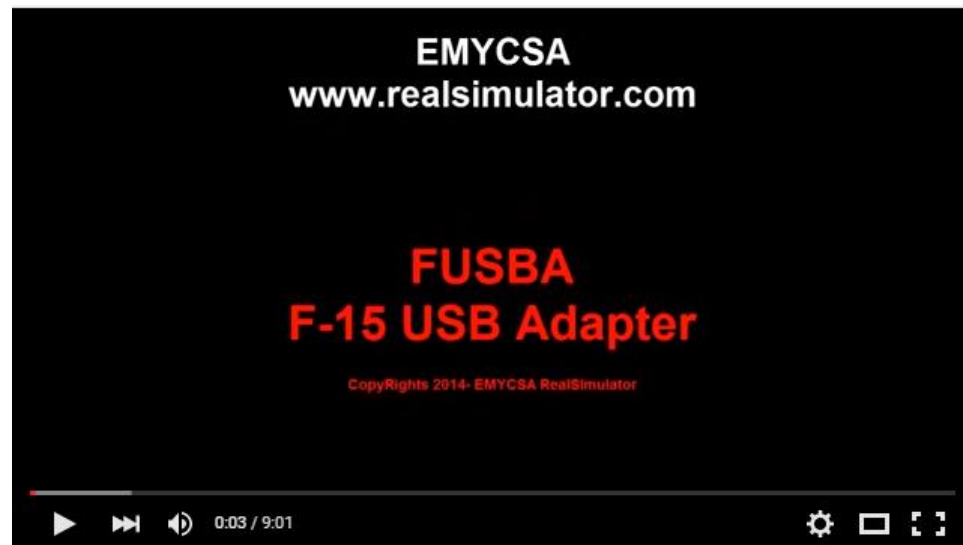 EMYCSA
www.realsimulator.com
FUSBA
F-15 USB Adapter
CopyRights 2014- EMYCSA RealSimulator
0:03 / 9:01